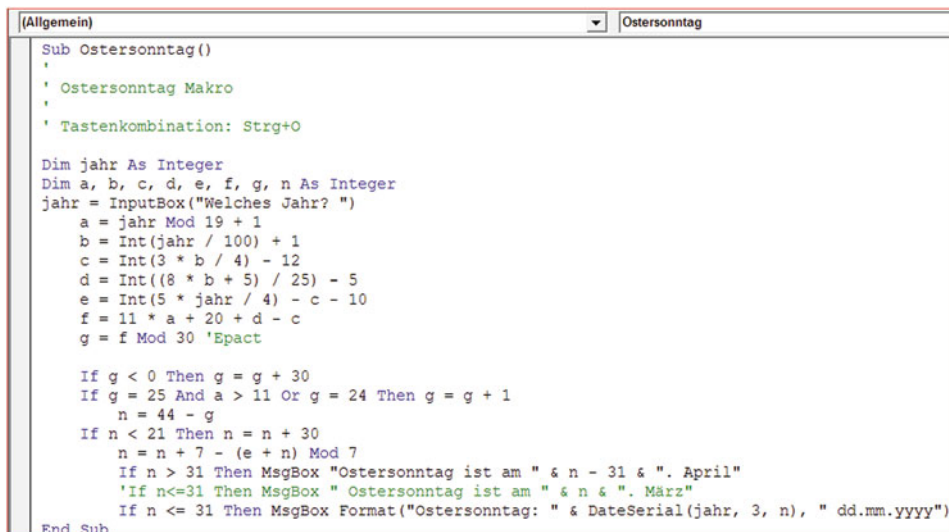 (Allgemein) Ostersonntag
Sub Ostersonntag()
'
' Ostersonntag Makro
'
' Tastenkombination: Strg+O
Dim jahr As Integer
Dim a, b, c, d, e, f, g, n As Integer
jahr = InputBox("Welches Jahr? ")
a = jahr Mod 19 + 1
b = Int(jahr / 100) + 1
c = Int(3 * b / 4) - 12
d = Int((8 * b + 5) / 25) - 5
e = Int(5 * jahr / 4) - c - 10
f = 11 * a + 20 + d - c
g = f Mod 30 'Epact
If g < 0 Then g = g + 30
If g = 25 And a > 11 Or g = 24 Then g = g + 1
n = 44 - g
If n < 21 Then n = n + 30
n = n + 7 - (e + n) Mod 7
If n > 31 Then MsgBox "Ostersonntag ist am " & n - 31 & ". April"
'If n<=31 Then MsgBox " Ostersonntag ist am " & n & ". März"
If n <= 31 Then MsgBox Format("Ostersonntag: " & DateSerial(jahr, 3, n), " dd.mm.yyyy")
End Sub